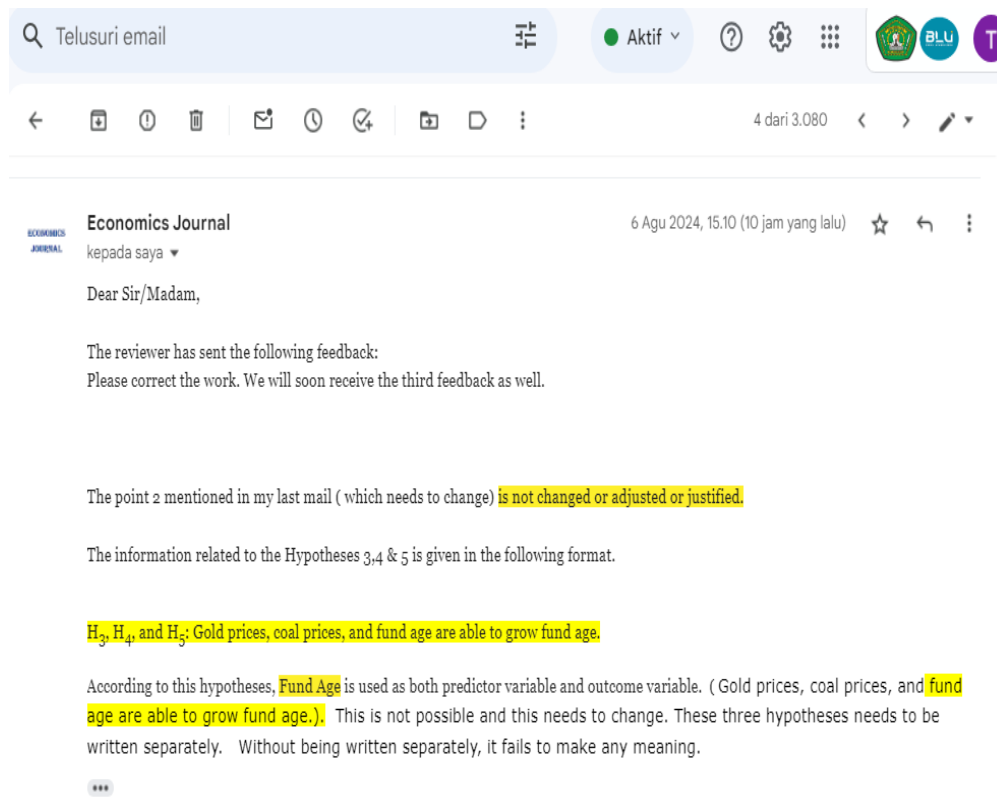 Telusuri email
Aktif
BLU
T
4 dari 3.080
ECONOMICS
JOURNAL
Economics Journal
6 Agu 2024, 15.10 (10 jam yang lalu)
kepada saya
Dear Sir/Madam,
The reviewer has sent the following feedback:
Please correct the work. We will soon receive the third feedback as well.
The point 2 mentioned in my last mail ( which needs to change) is not changed or adjusted or justified.
The information related to the Hypotheses 3,4 & 5 is given in the following format.
H3, H4, and H5: Gold prices, coal prices, and fund age are able to grow fund age.
According to this hypotheses, Fund Age is used as both predictor variable and outcome variable. ( Gold prices, coal prices, and fund
age are able to grow fund age.). This is not possible and this needs to change. These three hypotheses needs to be
written separately. Without being written separately, it fails to make any meaning.